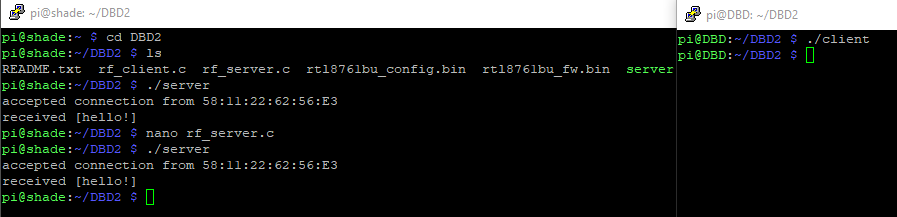 pi@shade: ~/DBD2
pi@shade:~ $ cd DBD2
pi@shade:~/DBD2 $ ls
README.txt rf_client.c rf_server.c rtl8761bu_config.bin rtl8761bu_fw.bin server
pi@shade:~/DBD2 $ ./server
accepted connection from 58:11:22:62:56:E3
received [hello!]
pi@shade:~/DBD2 $ nano rf_server.c
pi@shade:~/DBD2 $ ./server
accepted connection from 58:11:22:62:56:E3
received [hello!]
pi@shade:~/DBD2 $
pi@DBD: ~/DBD2
pi@DBD:~/DBD2 $ ./client
pi@DBD:~/DBD2 $